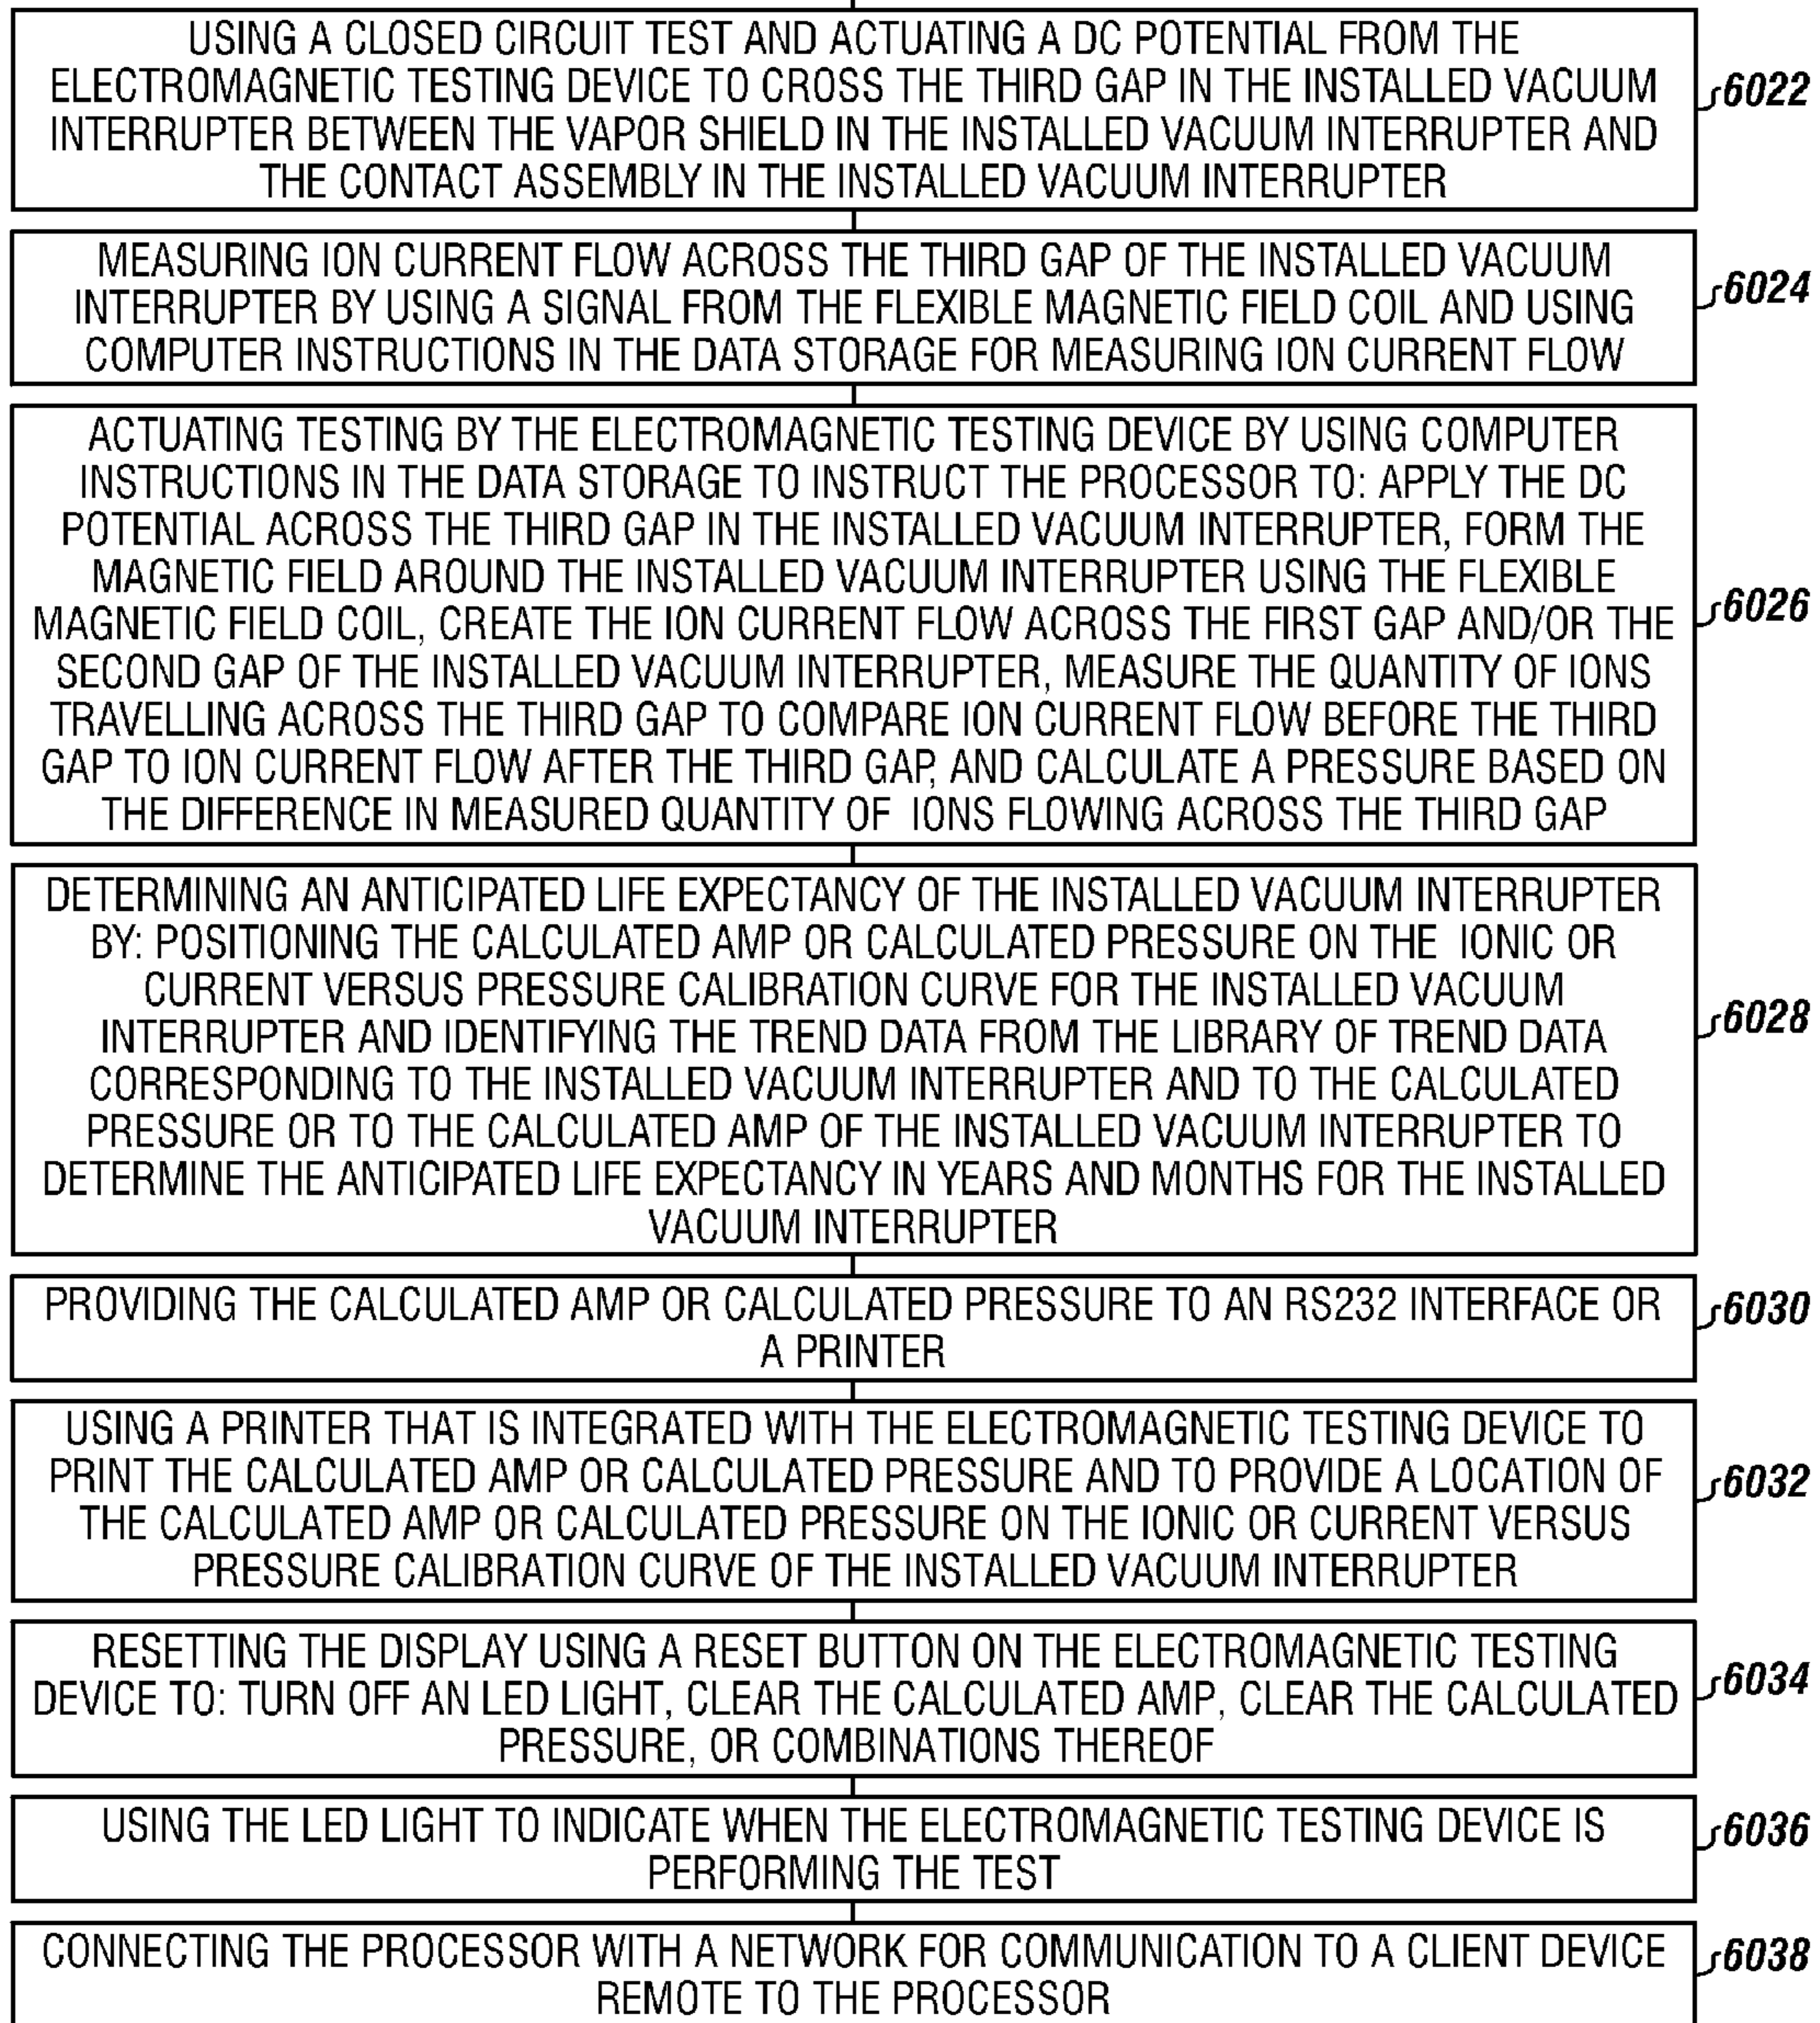 USING A CLOSED CIRCUIT TEST AND ACTUATING A DC POTENTIAL FROM THE
ELECTROMAGNETIC TESTING DEVICE TO CROSS THE THIRD GAP IN THE INSTALLED VACUUM
INTERRUPTER BETWEEN THE VAPOR SHIELD IN THE INSTALLED VACUUM INTERRUPTER AND
THE CONTACT ASSEMBLY IN THE INSTALLED VACUUM INTERRUPTER
6022
MEASURING ION CURRENT FLOW ACROSS THE THIRD GAP OF THE INSTALLED VACUUM
INTERRUPTER BY USING A SIGNAL FROM THE FLEXIBLE MAGNETIC FIELD COIL AND USING
COMPUTER INSTRUCTIONS IN THE DATA STORAGE FOR MEASURING ION CURRENT FLOW
6024
ACTUATING TESTING BY THE ELECTROMAGNETIC TESTING DEVICE BY USING COMPUTER
INSTRUCTIONS IN THE DATA STORAGE TO INSTRUCT THE PROCESSOR TO: APPLY THE DC
POTENTIAL ACROSS THE THIRD GAP IN THE INSTALLED VACUUM INTERRUPTER, FORM THE
MAGNETIC FIELD AROUND THE INSTALLED VACUUM INTERRUPTER USING THE FLEXIBLE
MAGNETIC FIELD COIL, CREATE THE ION CURRENT FLOW ACROSS THE FIRST GAP AND/OR THE
SECOND GAP OF THE INSTALLED VACUUM INTERRUPTER, MEASURE THE QUANTITY OF IONS
TRAVELLING ACROSS THE THIRD GAP TO COMPARE ION CURRENT FLOW BEFORE THE THIRD
GAP TO ION CURRENT FLOW AFTER THE THIRD GAP, AND CALCULATE A PRESSURE BASED ON
THE DIFFERENCE IN MEASURED QUANTITY OF IONS FLOWING ACROSS THE THIRD GAP
6026
DETERMINING AN ANTICIPATED LIFE EXPECTANCY OF THE INSTALLED VACUUM INTERRUPTER
BY: POSITIONING THE CALCULATED AMP OR CALCULATED PRESSURE ON THE IONIC OR
CURRENT VERSUS PRESSURE CALIBRATION CURVE FOR THE INSTALLED VACUUM
INTERRUPTER AND IDENTIFYING THE TREND DATA FROM THE LIBRARY OF TREND DATA
CORRESPONDING TO THE INSTALLED VACUUM INTERRUPTER AND TO THE CALCULATED
PRESSURE OR TO THE CALCULATED AMP OF THE INSTALLED VACUUM INTERRUPTER TO
DETERMINE THE ANTICIPATED LIFE EXPECTANCY IN YEARS AND MONTHS FOR THE INSTALLED
VACUUM INTERRUPTER
6028
PROVIDING THE CALCULATED AMP OR CALCULATED PRESSURE TO AN RS232 INTERFACE OR
A PRINTER
6030
USING A PRINTER THAT IS INTEGRATED WITH THE ELECTROMAGNETIC TESTING DEVICE TO
PRINT THE CALCULATED AMP OR CALCULATED PRESSURE AND TO PROVIDE A LOCATION OF
THE CALCULATED AMP OR CALCULATED PRESSURE ON THE IONIC OR CURRENT VERSUS
PRESSURE CALIBRATION CURVE OF THE INSTALLED VACUUM INTERRUPTER
6032
RESETTING THE DISPLAY USING A RESET BUTTON ON THE ELECTROMAGNETIC TESTING
DEVICE TO: TURN OFF AN LED LIGHT, CLEAR THE CALCULATED AMP, CLEAR THE CALCULATED
PRESSURE, OR COMBINATIONS THEREOF
6034
USING THE LED LIGHT TO INDICATE WHEN THE ELECTROMAGNETIC TESTING DEVICE IS
PERFORMING THE TEST
6036
CONNECTING THE PROCESSOR WITH A NETWORK FOR COMMUNICATION TO A CLIENT DEVICE
REMOTE TO THE PROCESSOR
6038